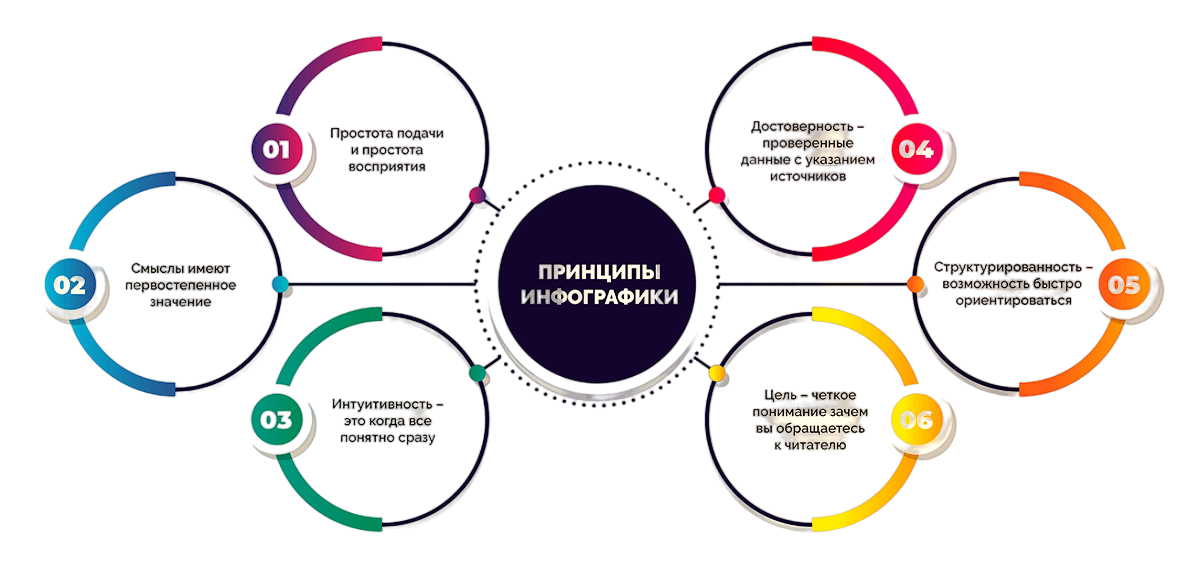 ПРИНЦИПЫ
ИНФОГРАФИКИ
01
Простота подачи
и простота
восприятия
02
Смыслы имеют
первостепенное
значение
03
Интуитивность –
это когда все
понятно сразу
04
Достоверность –
проверенные
данные с указанием
источников
05
Структурированность –
возможность быстро
ориентироваться
06
Цель – четкое
понимание зачем
вы обращаетесь
к читателю